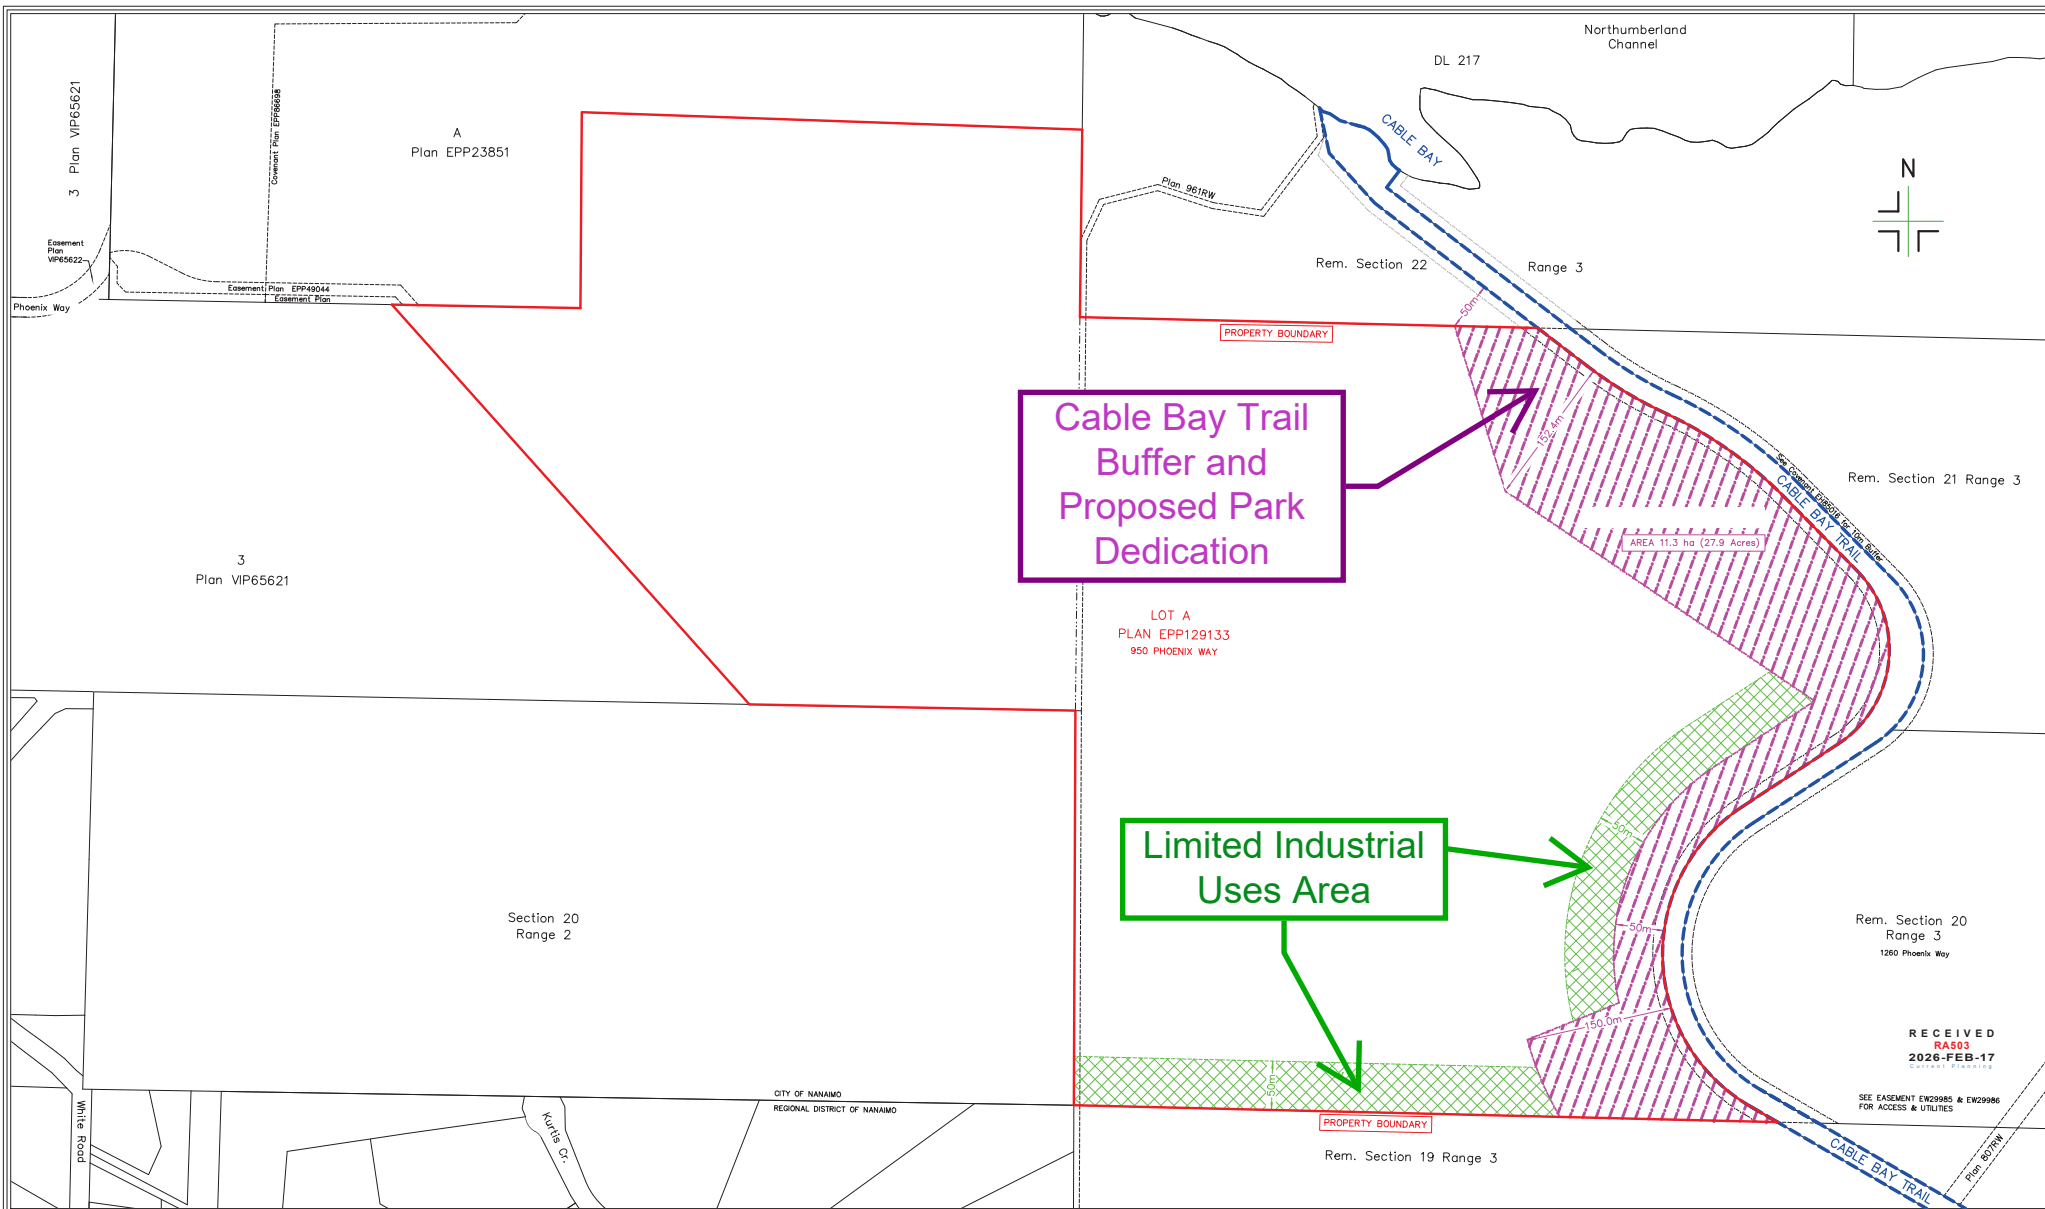 Northumberland
Channel
DL 217
3 Plan VIP65621
Covenant Plan EPP86698
A
Plan EPP23851
CABLE BAY
N
Plan 961RW
Easement
Plan
VIP65622
Rem. Section 22
Range 3
Easement Plan EPP49044
Easement Plan
Phoenix Way
50m
PROPERTY BOUNDARY
Cable Bay Trail
Buffer and
Proposed Park
Dedication
152.4m
See Covenant EH85016 for 10m Buffer
CABLE BAY TRAIL
Rem. Section 21 Range 3
AREA 11.3 ha (27.9 Acres)
3
Plan VIP65621
LOT A
PLAN EPP129133
950 PHOENIX WAY
Limited Industrial
Uses Area
50m
Section 20
Range 2
50m
Rem. Section 20
Range 3
1260 Phoenix Way
150.0m
RECEIVED
RA503
2026-FEB-17
Current Planning
50m
CITY OF NANAIMO
REGIONAL DISTRICT OF NANAIMO
SEE EASEMENT EW29985 & EW29986
FOR ACCESS & UTILITIES
White Road
Kurtis Cr.
PROPERTY BOUNDARY
Rem. Section 19 Range 3
CABLE BAY TRAIL
Plan 807RW